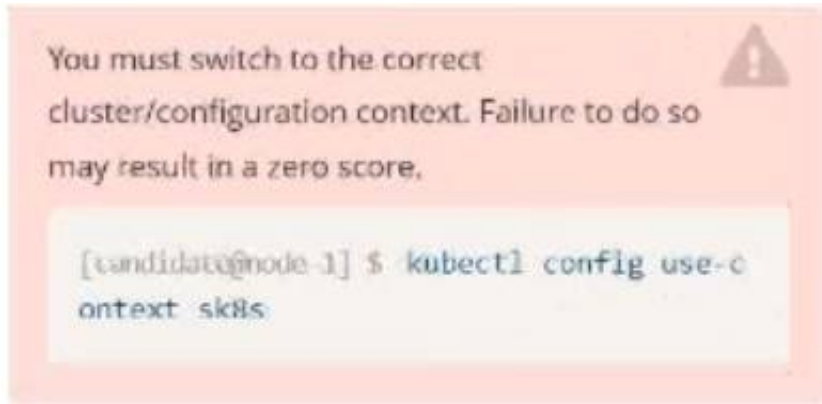 You must switch to the correct
cluster/configuration context. Failure to do so
may result in a zero score.
[candidate@node-1] $ kubectl config use-c
ontext sk8s